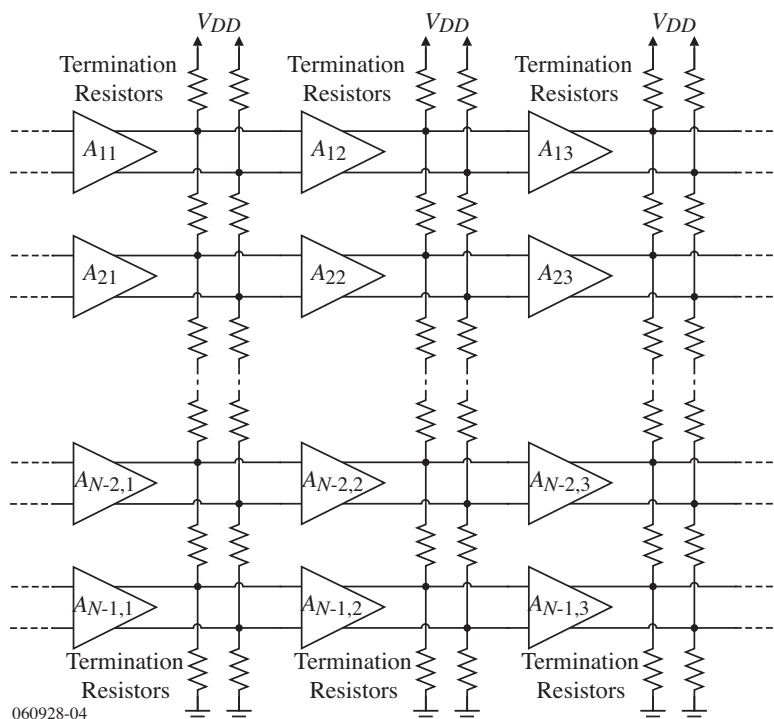 VDD VDD VDD
Termination Resistors Termination Resistors Termination Resistors
A11 A12 A13
A21 A22 A23
AN-2,1 AN-2,2 AN-2,3
AN-1,1 AN-1,2 AN-1,3
Termination Resistors Termination Resistors Termination Resistors
060928-04